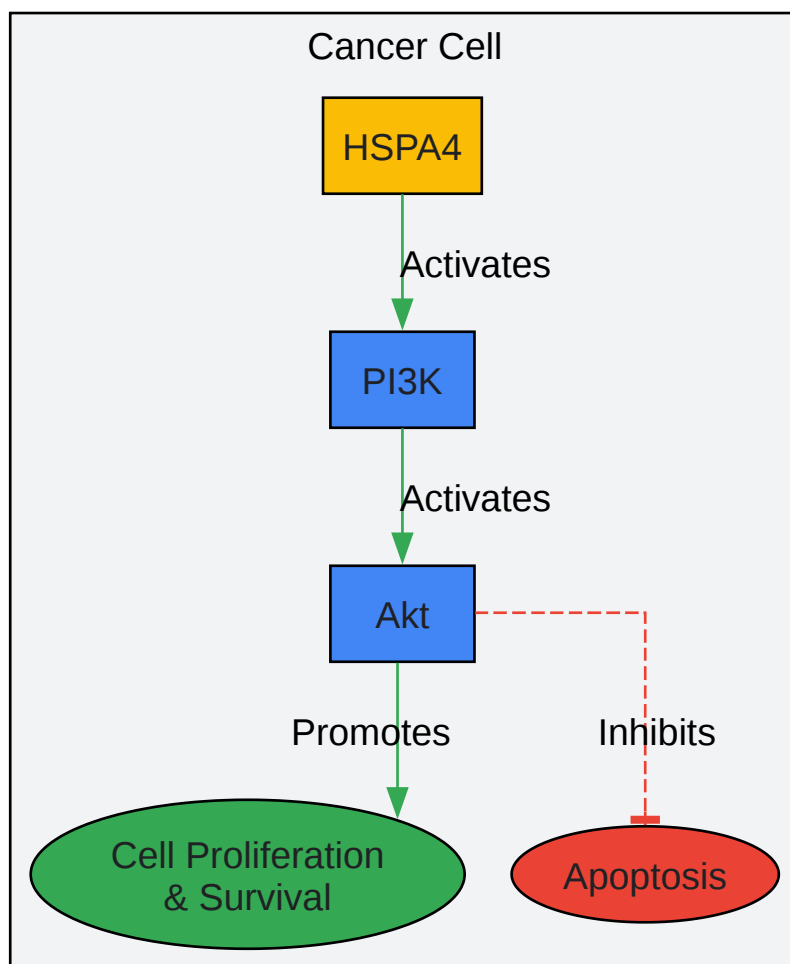 Cancer Cell
HSPA4
Activates
PI3K
Activates
Akt
Promotes
Inhibits
Cell Proliferation
& Survival
Apoptosis